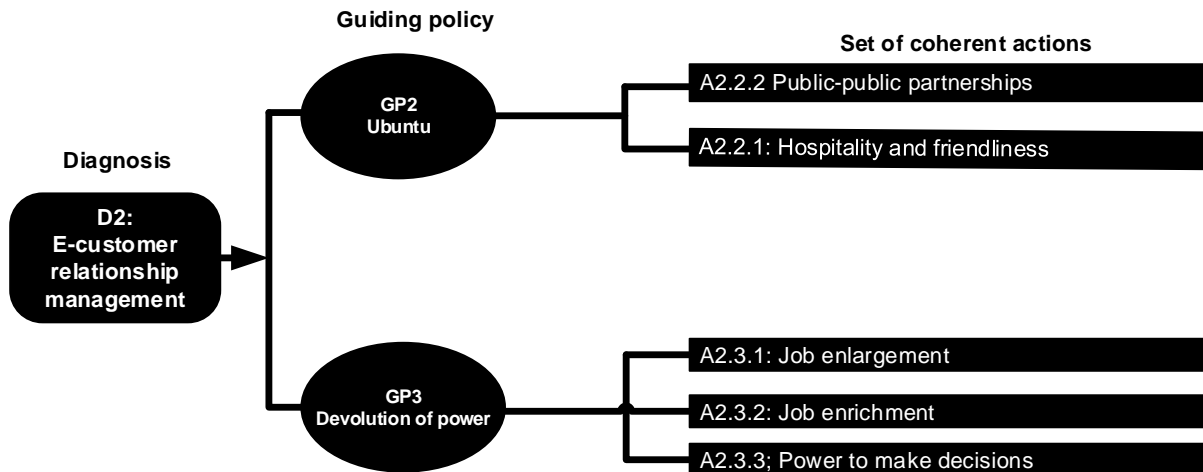 Guiding policy
Set of coherent actions
A2.2.2 Public-public partnerships
GP2
Ubuntu
A2.2.1: Hospitality and friendliness
Diagnosis
D2:
E-customer
relationship
management
A2.3.1: Job enlargement
GP3
Devolution of power
A2.3.2: Job enrichment
A2.3.3; Power to make decisions